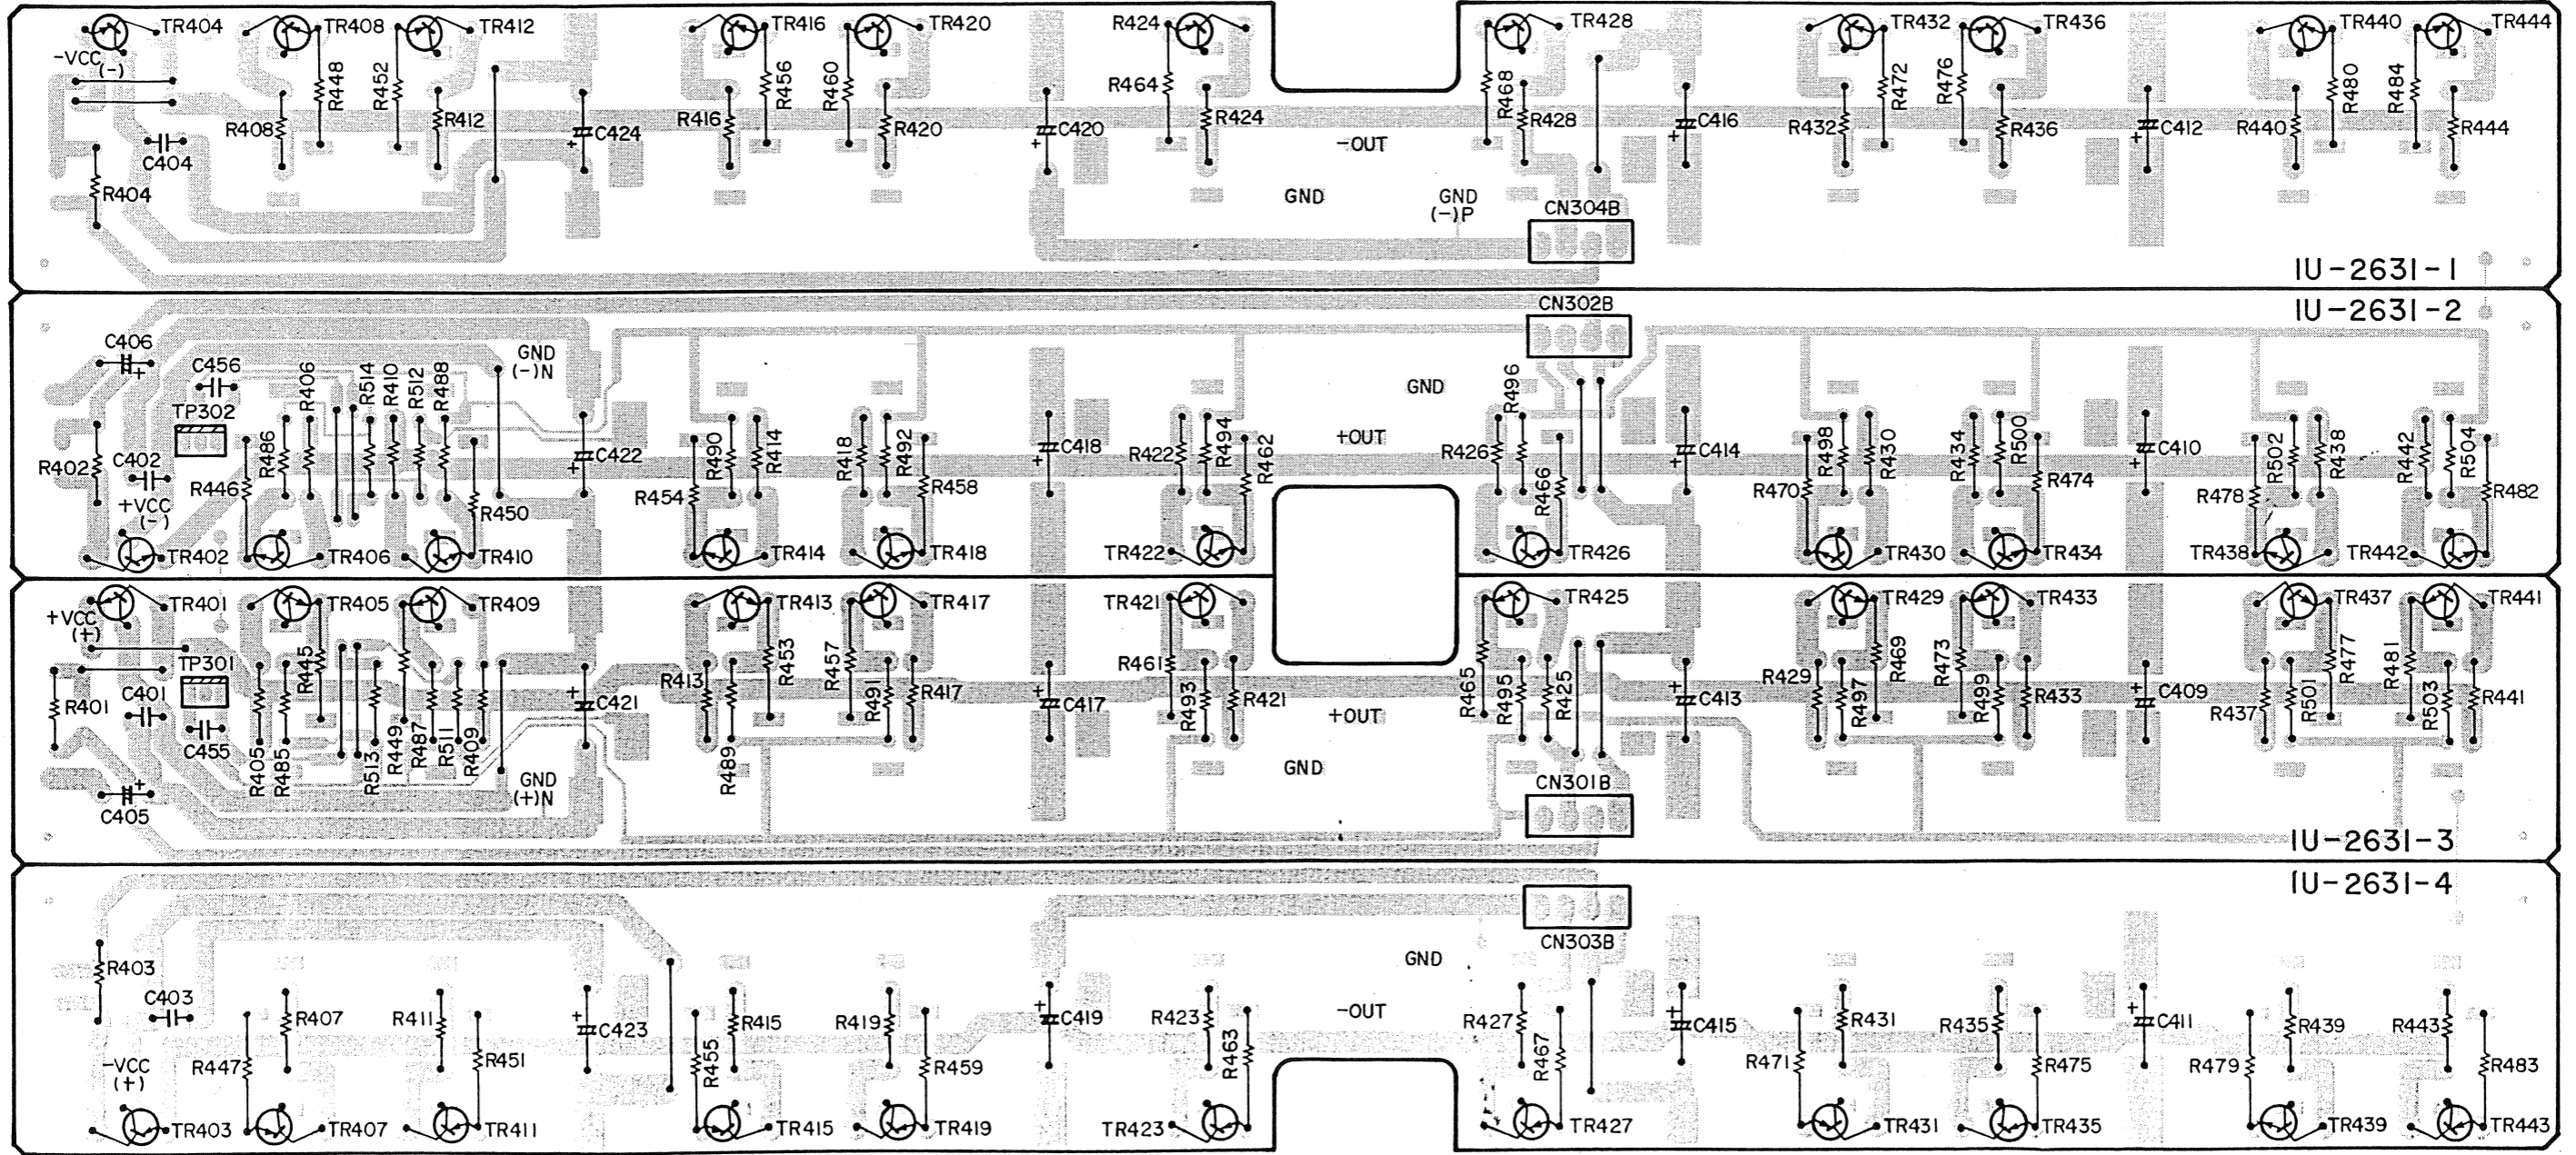 TR404 TR408 TR412 TR416 TR420 R424 TR428 TR432 TR436 TR440 TR444
-VCC
(-)
R448 R452 R456 R460 R464 R468 R472 R476 R480 R484
R408 R412 C424 R416 R420 C420 R424 R428 C416 R432 R436 C412 R440 R444
C404 -OUT
R404 GND GND
(-)P CN304B
1U-2631-1
1U-2631-2
CN302B
C406 GND
(-)N
C456 R406 R514 R410 R512 R488 GND R496
TP302 +OUT
R486 R490 R414 R418 R492 C418 R422 R494 R462 R426 C414 R498 R430 R434 R500 C410 R502 R438 R442 R504
R402 C402 C422
R446 R450 R454 R458 R466 R470 R474 R478 R482
+VCC
(-)
TR402 TR406 TR410 TR414 TR418 TR422 TR426 TR430 TR434 TR438 TR442
TR401 TR405 TR409 TR413 TR417 TR421 TR425 TR429 TR433 TR437 TR441
+VCC
(+)
TP301 R445 R453 R457 R461 R465 R469 R473 R477 R481
R401 C401 C421 R413 R491 R417 C417 R493 R421 R495 R425 C413 R429 R497 R499 R433 C409 R437 R501 R503 R441
C455 +OUT
R405 R485 R513 R449 R487 R511 R409 R489 GND
GND
(+)N
CN301B
C405
1U-2631-3
1U-2631-4
CN303B
R403 GND
C403 R407 R411 C423 R415 R419 C419 R423 -OUT R427 C415 R431 R435 C411 R439 R443
-VCC
(+)
R447 R451 R455 R459 R463 R467 R471 R475 R479 R483
TR403 TR407 TR411 TR415 TR419 TR423 TR427 TR431 TR435 TR439 TR443